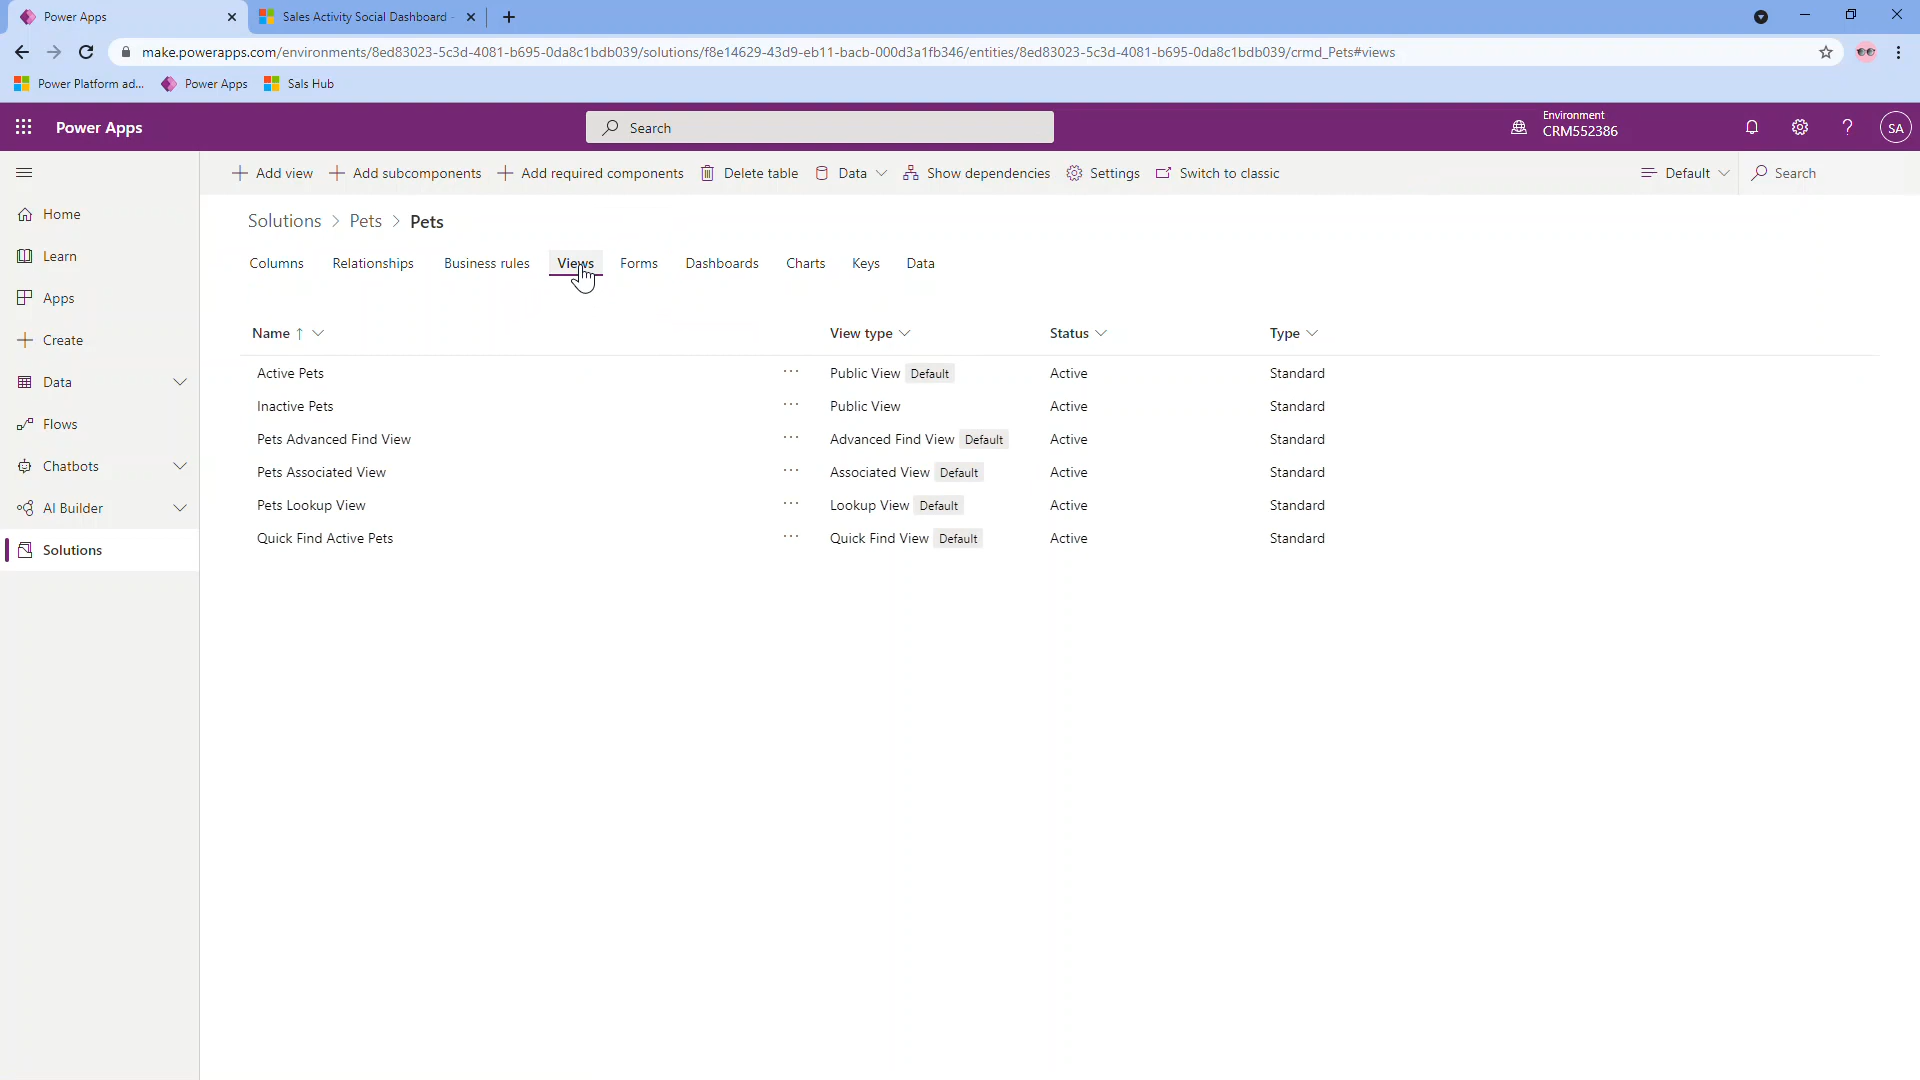 Power Apps
Sales Activity Social Dashboard -
make.powerapps.com/environments/8ed83023-5c3d-4081-b695-0da8c1bdb039/solutions/f8e14629-43d9-eb11-bacb-000d3a1fb346/entities/8ed83023-5c3d-4081-b695-0da8c1bdb039/crmd_Pets#views
Power Platform ad... Power Apps Sals Hub
Power Apps
Search
Environment
CRM552386
SA
Add view Add subcomponents Add required components Delete table Data Show dependencies Settings Switch to classic Default Search
Home
Learn
Apps
Create
Data
Flows
Chatbots
AI Builder
Solutions
Solutions > Pets > Pets
Columns Relationships Business rules Views Forms Dashboards Charts Keys Data
Name ↑ View type Status Type
Active Pets ... Public View Default Active Standard
Inactive Pets ... Public View Active Standard
Pets Advanced Find View ... Advanced Find View Default Active Standard
Pets Associated View ... Associated View Default Active Standard
Pets Lookup View ... Lookup View Default Active Standard
Quick Find Active Pets ... Quick Find View Default Active Standard